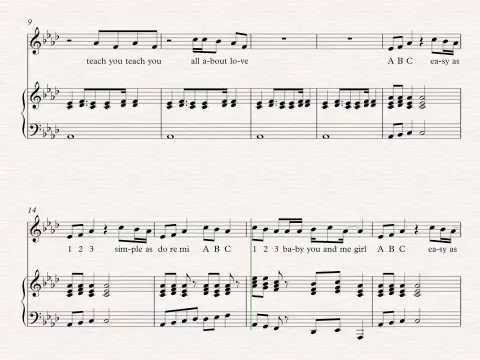 9
teach you teach you all a-bout lo-ve A B C ea-sy as
14
1 2 3 sim-ple as do re mi A B C 1 2 3 ba-by you and me girl A B C ea-sy as